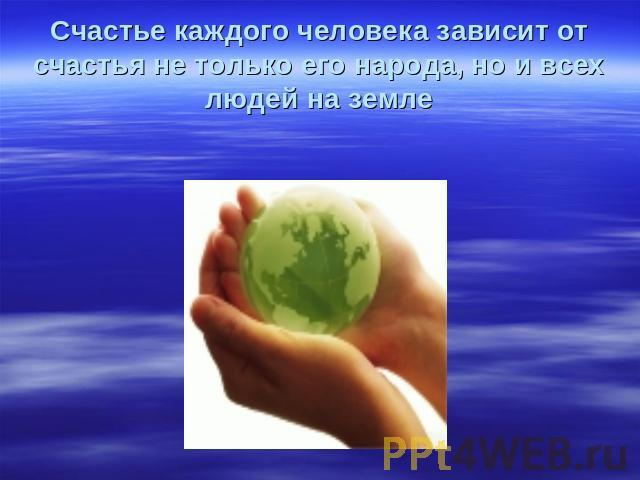 Счастье каждого человека зависит от
счастья не только его народа, но и всех
людей на земле
PPt4WEB.ru